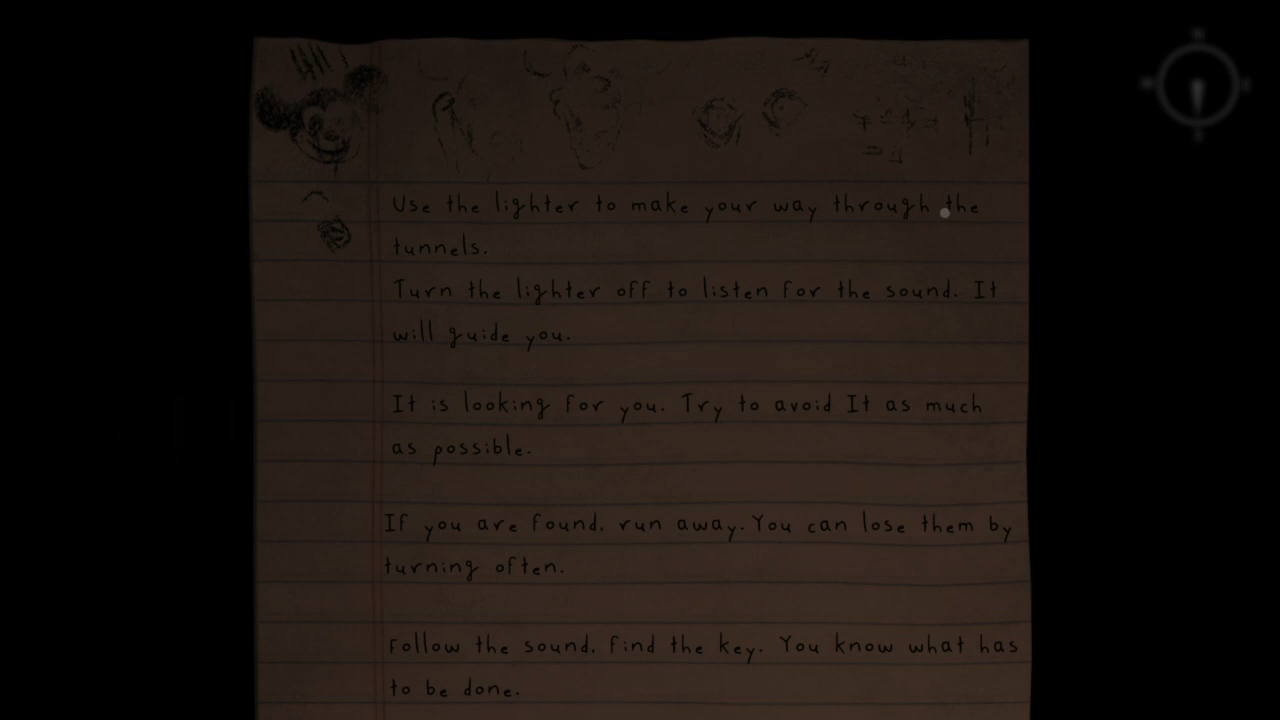 Use the lighter to make your way through the
tunnels.
Turn the lighter off to listen for the sound. It
will guide you.
It is looking for you. Try to avoid It as much
as possible.
If you are found, run away. You can lose them by
turning often.
Follow the sound, find the key. You know what has
to be done.